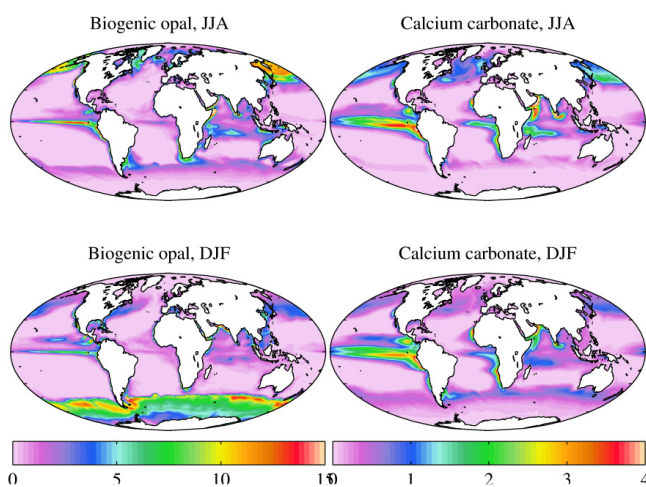 Biogenic opal, JJA
Calcium carbonate, JJA
Biogenic opal, DJF
Calcium carbonate, DJF
0 5 10
0 1 2 3 4